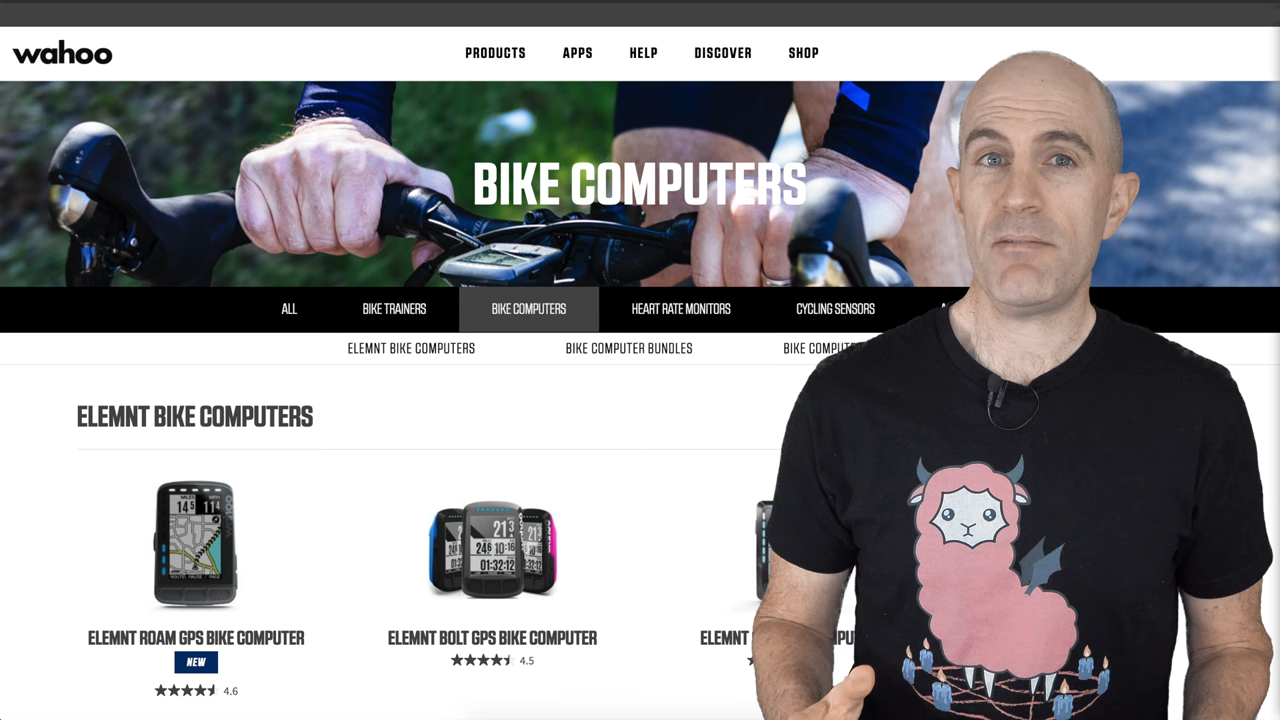 wahoo
PRODUCTS APPS HELP DISCOVER SHOP
BIKE COMPUTERS
ALL BIKE TRAINERS BIKE COMPUTERS HEART RATE MONITORS CYCLING SENSORS
ELEMNT BIKE COMPUTERS BIKE COMPUTER BUNDLES BIKE
ELEMNT BIKE COMPUTERS
ELEMNT ROAM GPS BIKE COMPUTER
NEW
4.6
ELEMNT BOLT GPS BIKE COMPUTER
4.5
ELEMNT